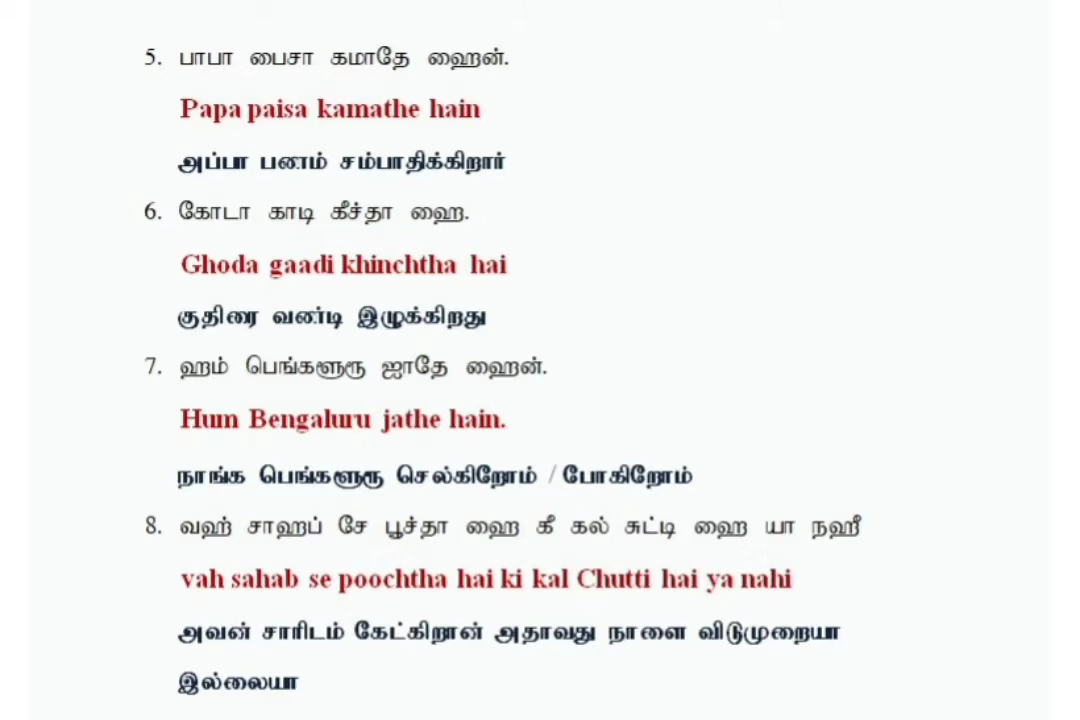 5. பாபா பைசா கமாதே ஹைன்.
Papa paisa kamathe hain
அப்பா பணம் சம்பாதிக்கிறார்
6. கோடா காடி கீச்தா ஹை.
Ghoda gaadi khinchtha hai
குதிரை வண்டி இழுக்கிறது
7. ஹம் பெங்களூரூ ஜாதே ஹைன்.
Hum Bengaluru jathe hain.
நாங்க பெங்களூரூ செல்கிறோம் / போகிறோம்
8. வஹ் சாஹப் சே பூச்தா ஹை கீ கல் சுட்டி ஹை யா நஹீ
vah sahab se poochtha hai ki kal Chutti hai ya nahi
அவன் சாரிடம் கேட்கிறான் அதாவது நாளை விடுமுறையா
இல்லையா